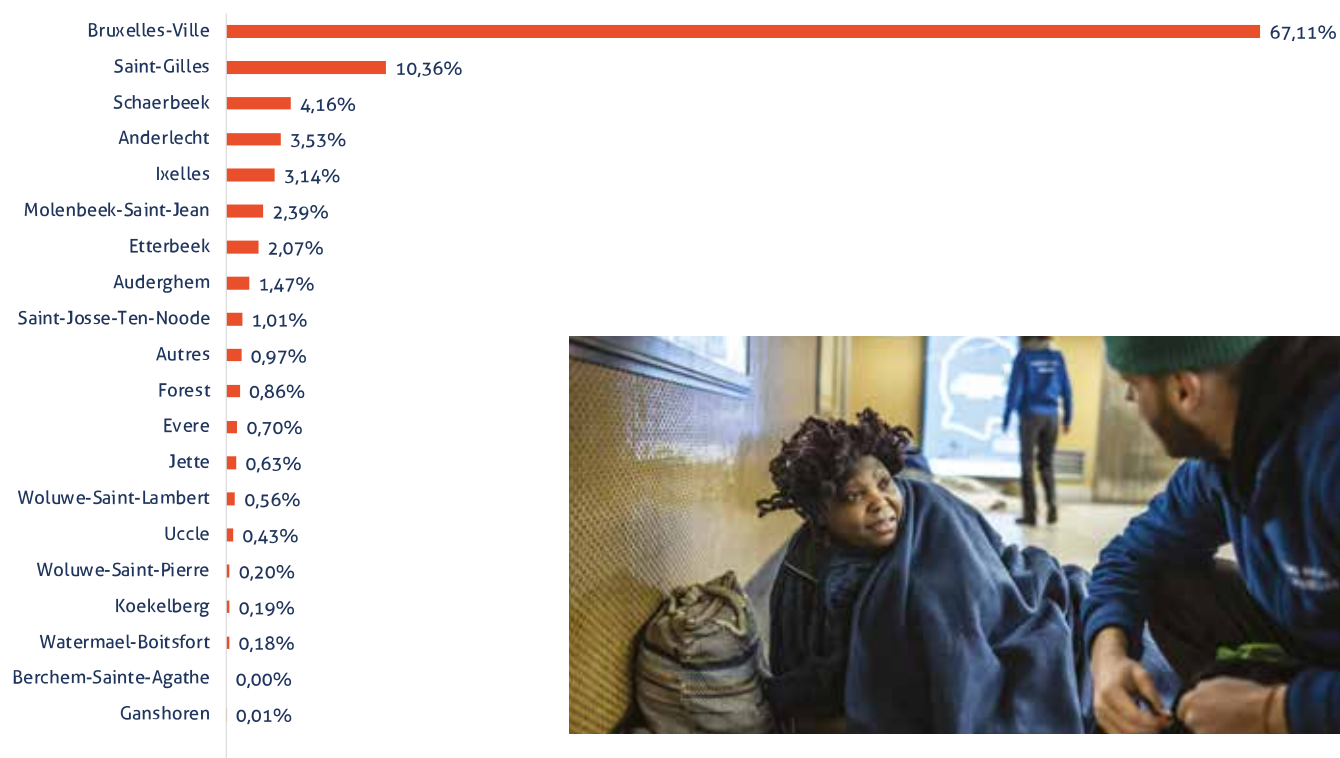 Bruxelles-Ville 67,11%
Saint-Gilles 10,36%
Schaerbeek 4,16%
Anderlecht 3,53%
Ixelles 3,14%
Molenbeek-Saint-Jean 2,39%
Etterbeek 2,07%
Auderghem 1,47%
Saint-Josse-Ten-Noode 1,01%
Autres 0,97%
Forest 0,86%
Evere 0,70%
Jette 0,63%
Woluwe-Saint-Lambert 0,56%
Uccle 0,43%
Woluwe-Saint-Pierre 0,20%
Koekelberg 0,19%
Watermael-Boitsfort 0,18%
Berchem-Sainte-Agathe 0,00%
Ganshoren 0,01%